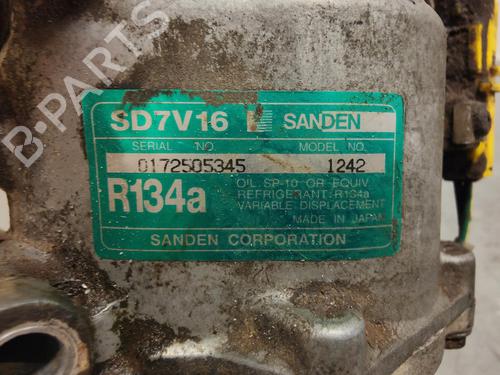 B-PARTS
SD7V16 SANDEN
SERIAL NO. MODEL NO.
0172505345 1242
R134a
OIL SP-10 OR EQUIV
REFRIGERANT: R134a
VARIABLE DISPLACEMENT
MADE IN JAPAN
SANDEN CORPORATION